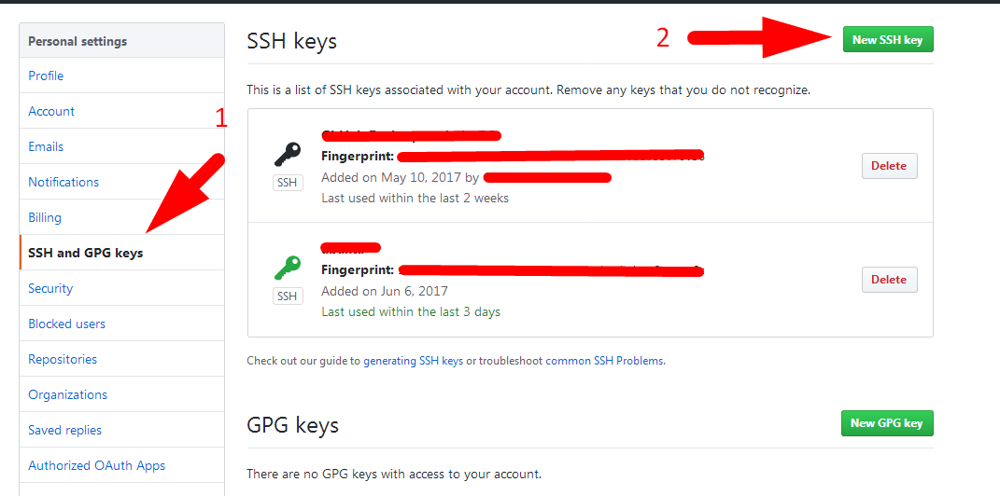 Personal settings
Profile
Account
Emails
Notifications
Billing
SSH and GPG keys
Security
Blocked users
Repositories
Organizations
Saved replies
Authorized OAuth Apps
1
SSH keys
2
New SSH key
This is a list of SSH keys associated with your account. Remove any keys that you do not recognize.
SSH
Fingerprint:
Added on May 10, 2017 by
Last used within the last 2 weeks
Delete
SSH
Fingerprint:
Added on Jun 6, 2017
Last used within the last 3 days
Delete
Check out our guide to generating SSH keys or troubleshoot common SSH Problems.
GPG keys
New GPG key
There are no GPG keys with access to your account.